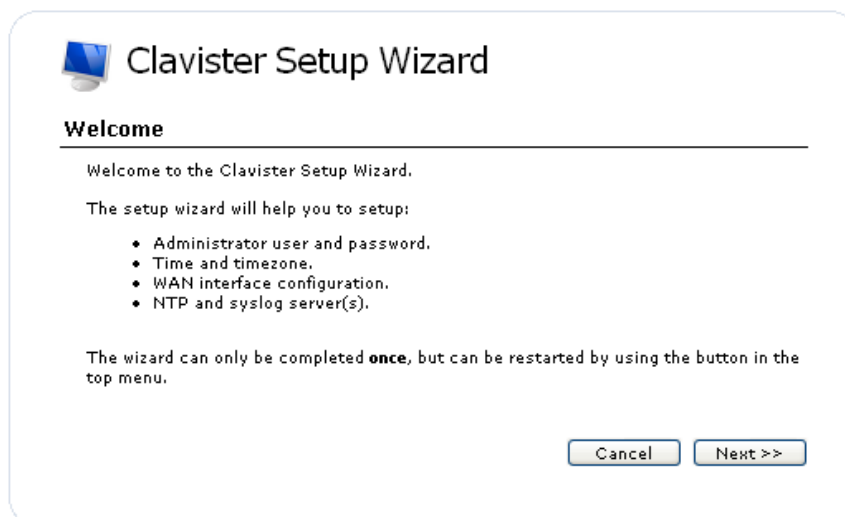 Clavister Setup Wizard
Welcome
Welcome to the Clavister Setup Wizard.
The setup wizard will help you to setup:
• Administrator user and password.
• Time and timezone.
• WAN interface configuration.
• NTP and syslog server(s).
The wizard can only be completed once, but can be restarted by using the button in the
top menu.
Cancel
Next >>